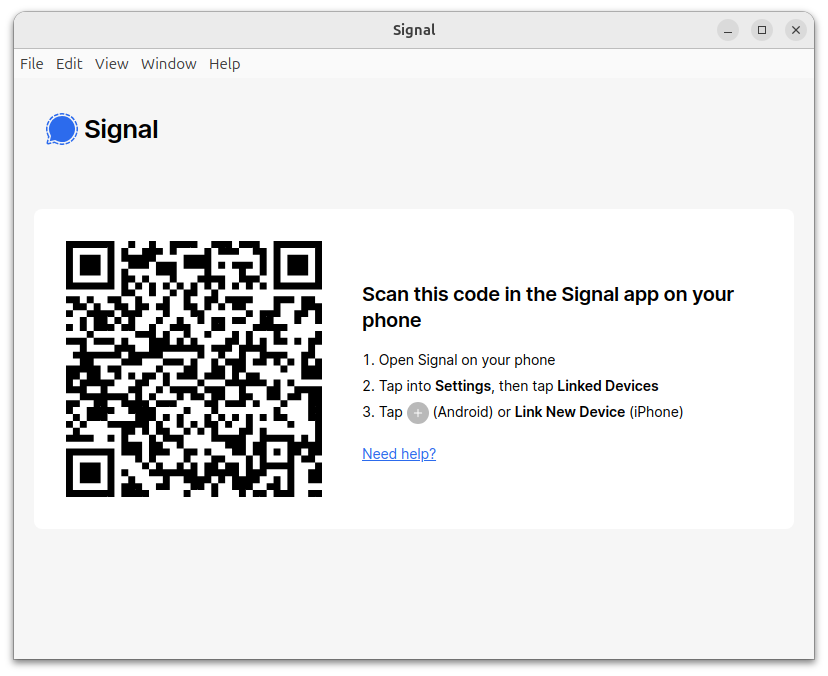 Signal
File Edit View Window Help
Signal
Scan this code in the Signal app on your
phone
1. Open Signal on your phone
2. Tap into Settings, then tap Linked Devices
3. Tap + (Android) or Link New Device (iPhone)
Need help?